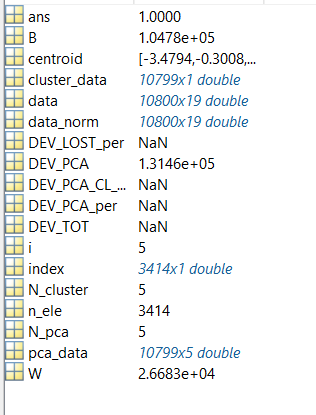 ans 1.0000
B 1.0478e+05
centroid [-3.4794,-0.3008,...
cluster_data 10799x1 double
data 10800x19 double
data_norm 10800x19 double
DEV_LOST_per NaN
DEV_PCA 1.3146e+05
DEV_PCA_CL_... NaN
DEV_PCA_per NaN
DEV_TOT NaN
i 5
index 3414x1 double
N_cluster 5
n_ele 3414
N_pca 5
pca_data 10799x5 double
W 2.6683e+04